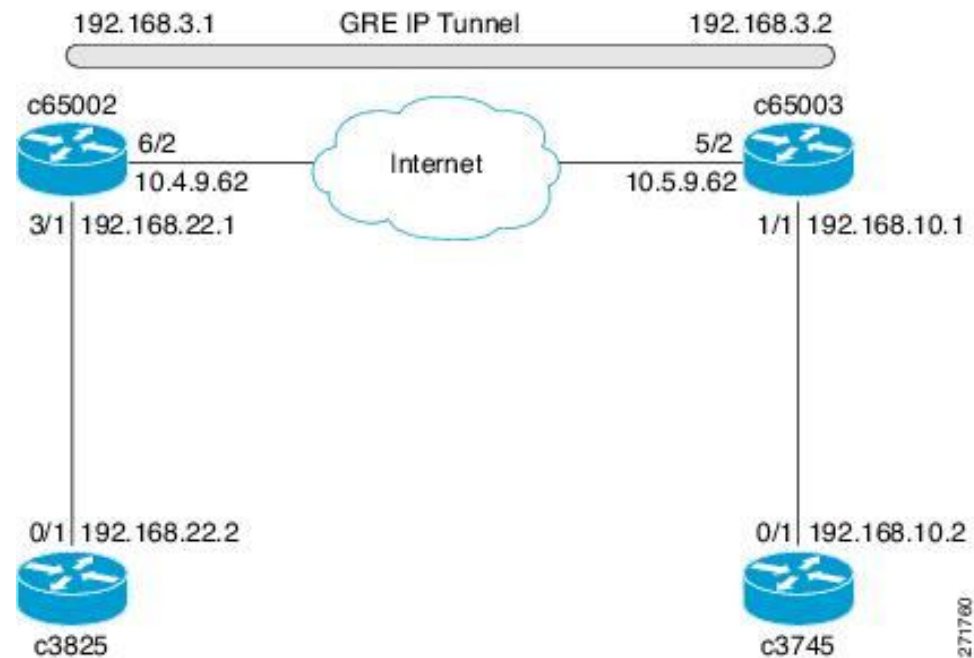 192.168.3.1 GRE IP Tunnel 192.168.3.2
c65002 c65003
6/2 Internet 5/2
10.4.9.62 10.5.9.62
3/1 192.168.22.1 1/1 192.168.10.1
0/1 192.168.22.2 0/1 192.168.10.2
c3825 c3745
271760